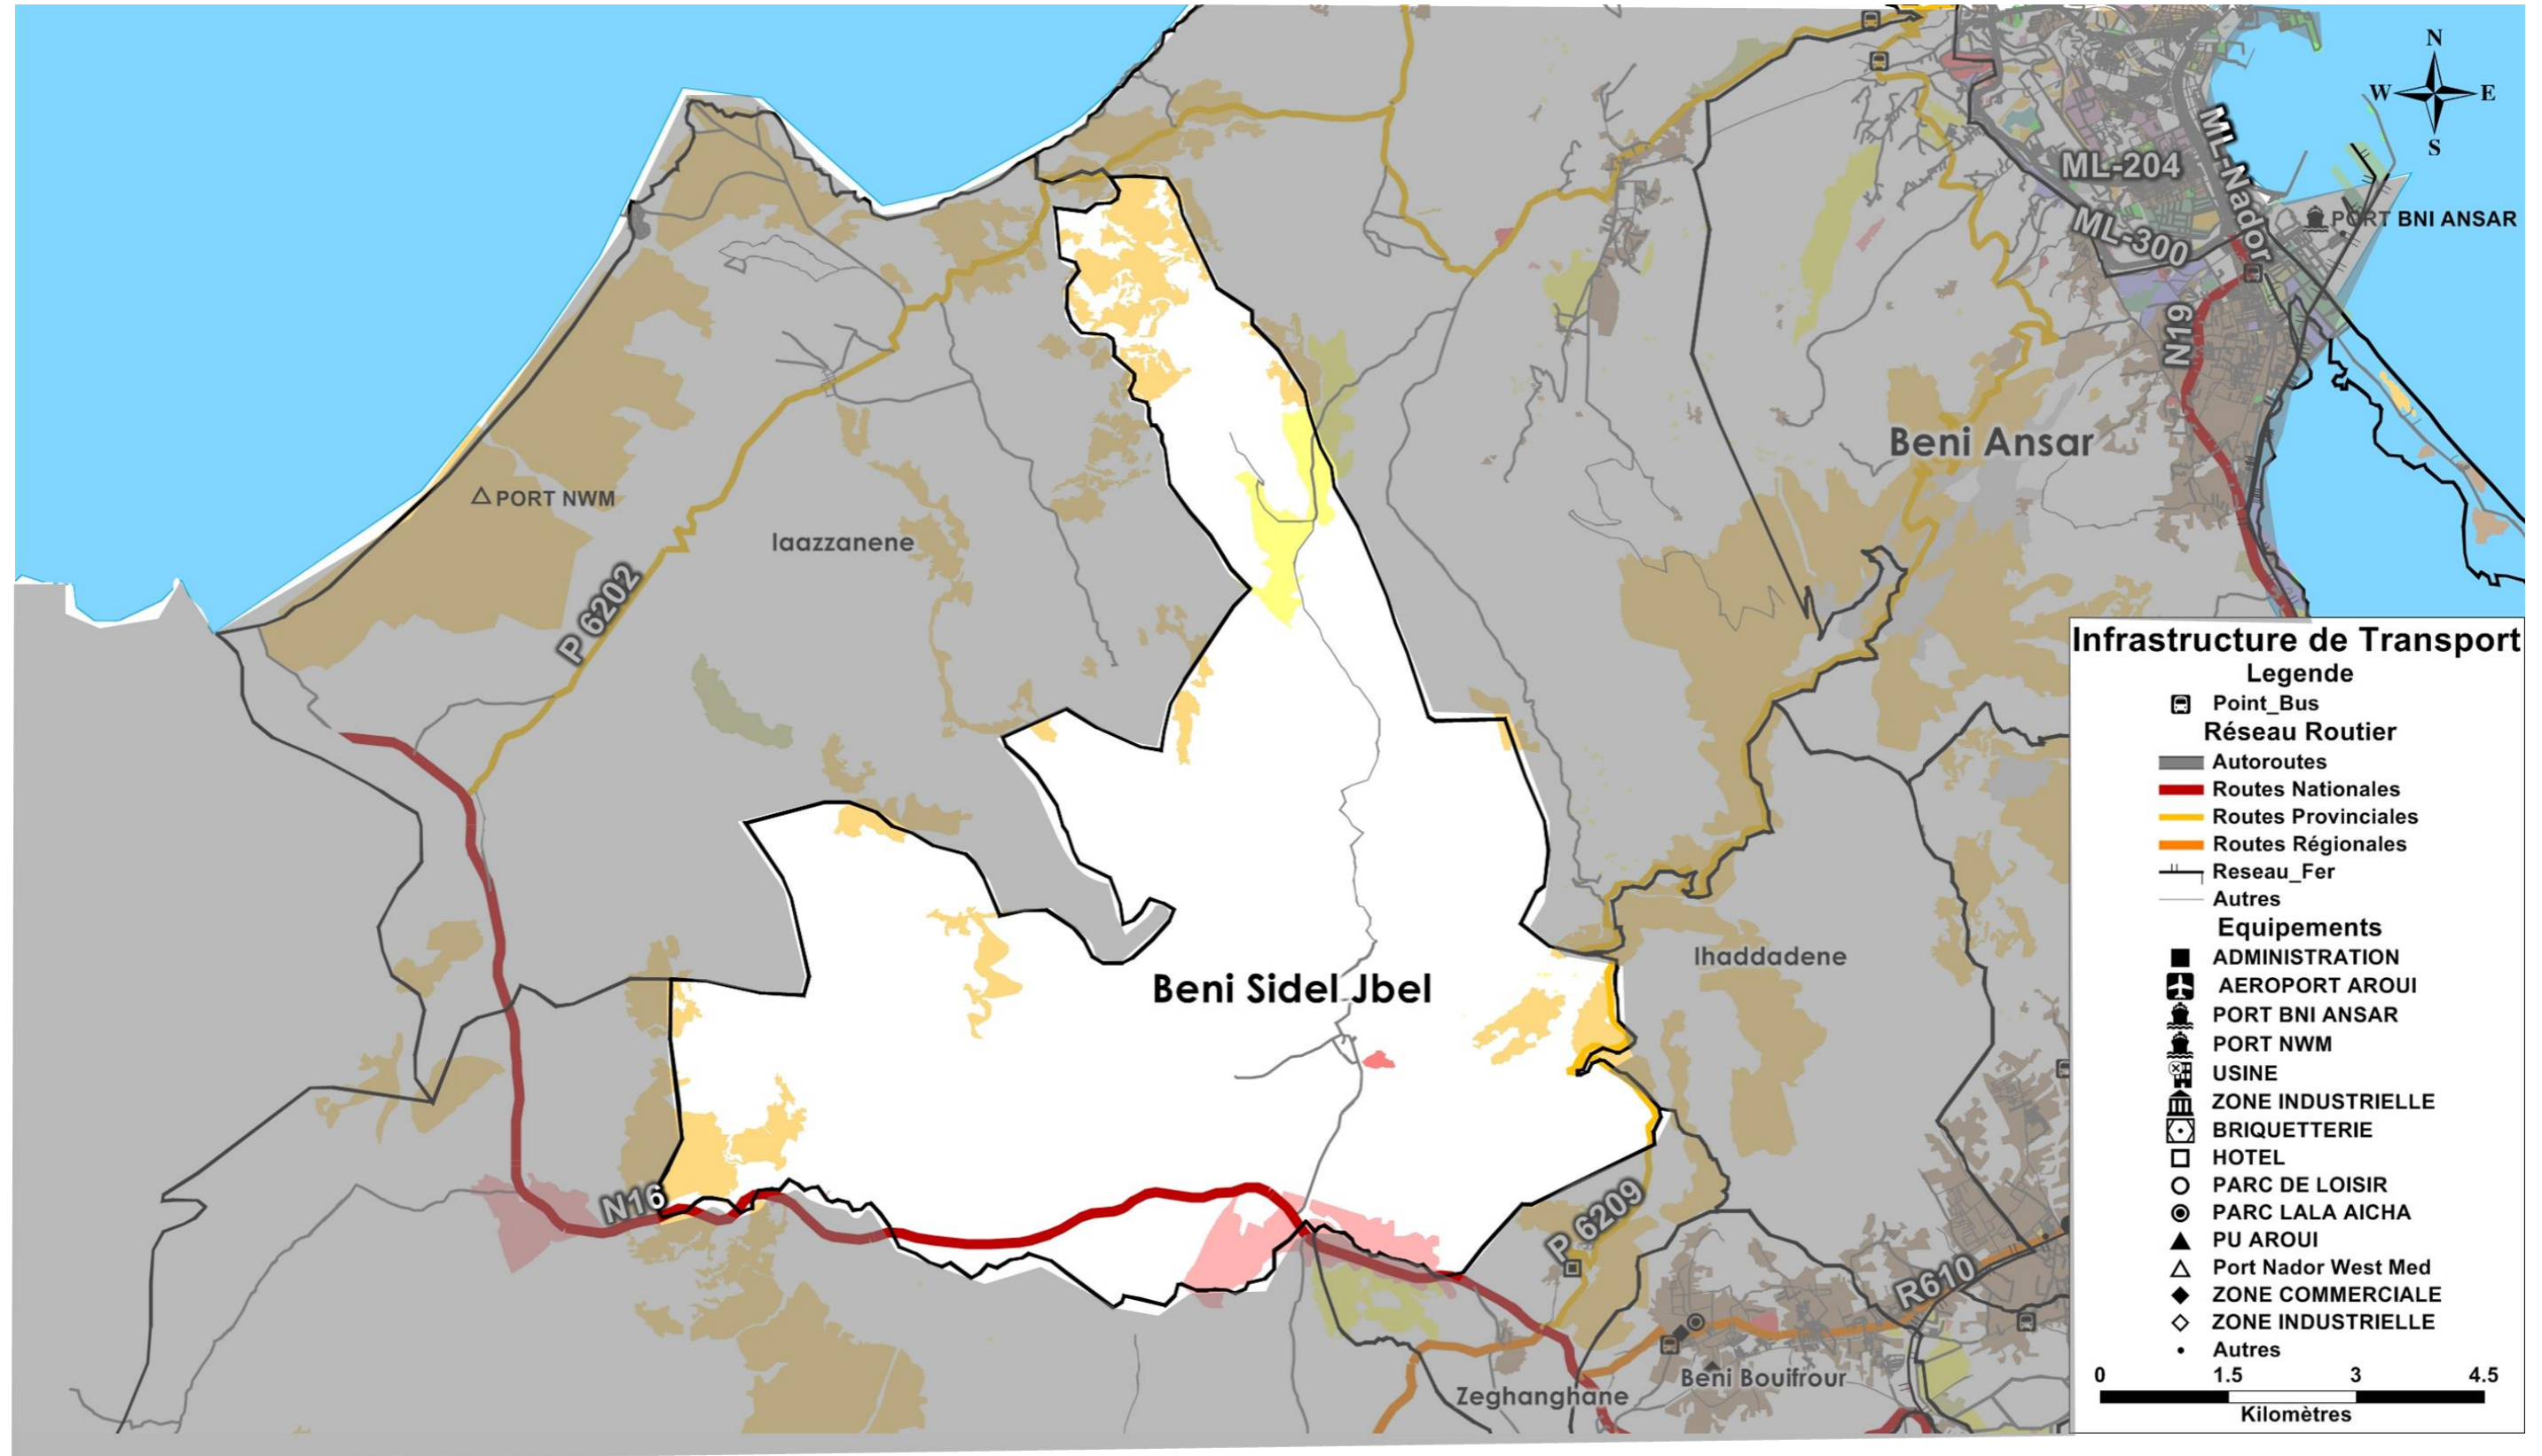 N
W E
S
ML-204
ML-Nador
ML-300
PORT BNI ANSAR
N19
Beni Ansar
PORT NWM
Iaazzanene
P 6202
Ihaddadene
Beni Sidel Jbel
N16
P 6209
R610
Beni Bouifrour
Zeghanghane
Infrastructure de Transport
Legende
Point_Bus
Réseau Routier
Autoroutes
Routes Nationales
Routes Provinciales
Routes Régionales
Reseau_Fer
Autres
Equipements
ADMINISTRATION
AEROPORT AROUI
PORT BNI ANSAR
PORT NWM
USINE
ZONE INDUSTRIELLE
BRIQUETTERIE
HOTEL
PARC DE LOISIR
PARC LALA AICHA
PU AROUI
Port Nador West Med
ZONE COMMERCIALE
ZONE INDUSTRIELLE
Autres
0 1.5 3 4.5
Kilomètres